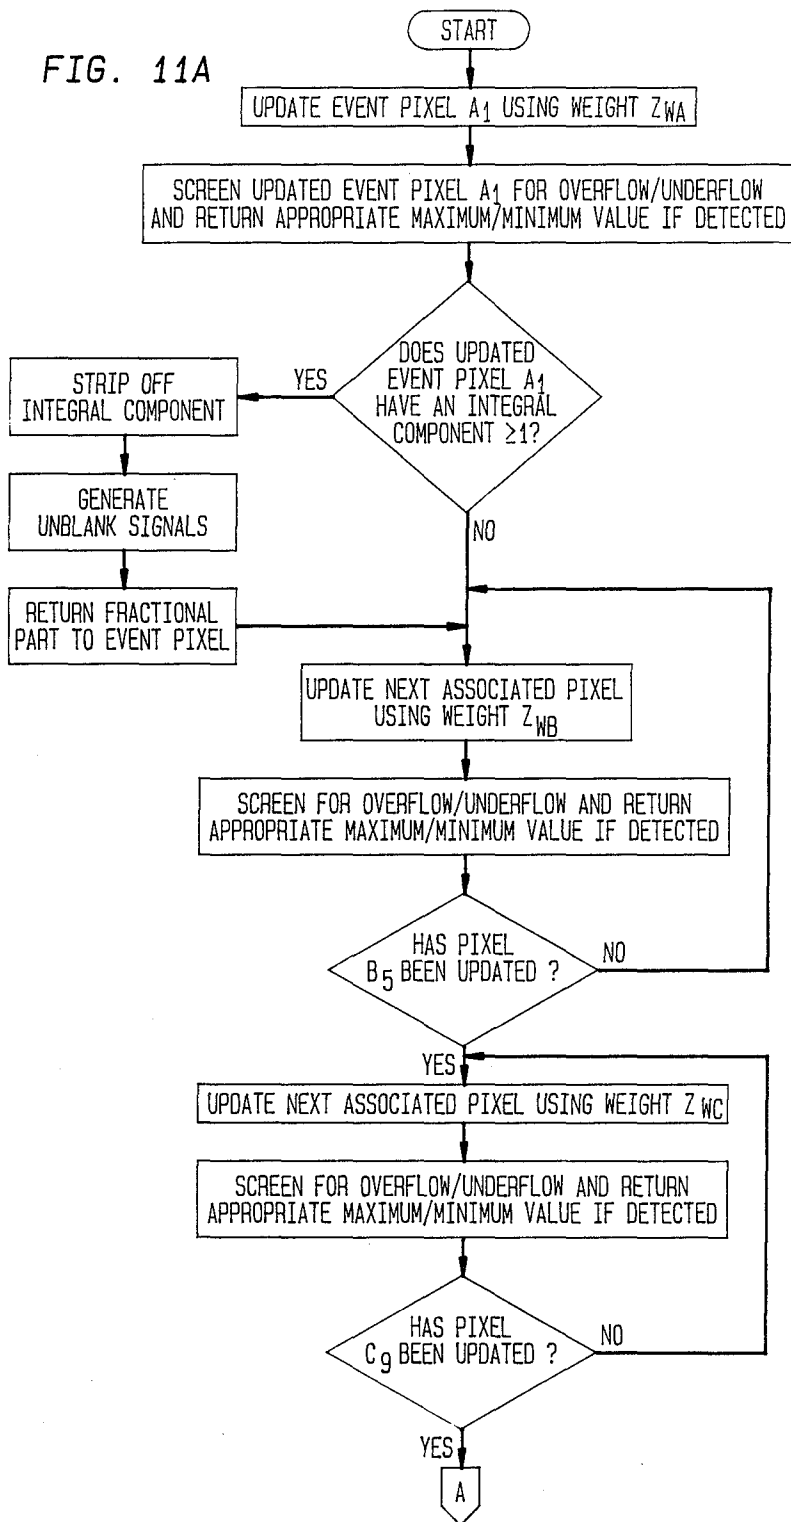 FIG. 11A
START
UPDATE EVENT PIXEL A1 USING WEIGHT ZWA
SCREEN UPDATED EVENT PIXEL A1 FOR OVERFLOW/UNDERFLOW
AND RETURN APPROPRIATE MAXIMUM/MINIMUM VALUE IF DETECTED
DOES UPDATED
EVENT PIXEL A1
HAVE AN INTEGRAL
COMPONENT ≥1?
YES
STRIP OFF
INTEGRAL COMPONENT
GENERATE
UNBLANK SIGNALS
RETURN FRACTIONAL
PART TO EVENT PIXEL
NO
UPDATE NEXT ASSOCIATED PIXEL
USING WEIGHT ZWB
SCREEN FOR OVERFLOW/UNDERFLOW AND RETURN
APPROPRIATE MAXIMUM/MINIMUM VALUE IF DETECTED
HAS PIXEL
B5 BEEN UPDATED ?
NO
YES
UPDATE NEXT ASSOCIATED PIXEL USING WEIGHT ZWC
SCREEN FOR OVERFLOW/UNDERFLOW AND RETURN
APPROPRIATE MAXIMUM/MINIMUM VALUE IF DETECTED
HAS PIXEL
C9 BEEN UPDATED ?
NO
YES
A